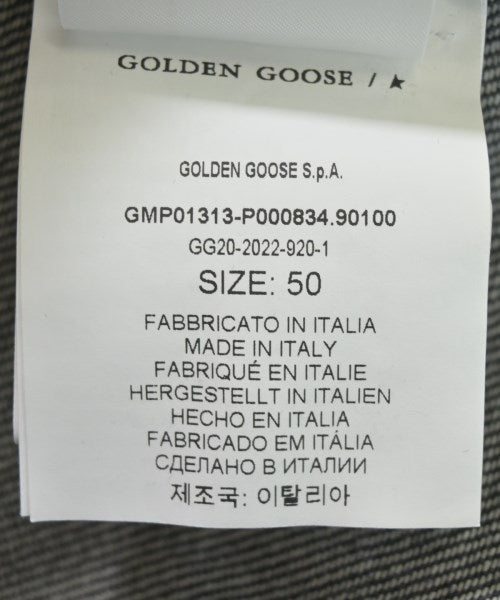 GOLDEN GOOSE / ★
GOLDEN GOOSE S.p.A.
GMP01313-P000834.90100
GG20-2022-920-1
SIZE: 50
FABBRICATO IN ITALIA
MADE IN ITALY
FABRIQUÉ EN ITALIE
HERGESTELLT IN ITALIEN
HECHO EN ITALIA
FABRICADO EM ITÁLIA
СДЕЛАНО В ИТАЛИИ
제조국: 이탈리아